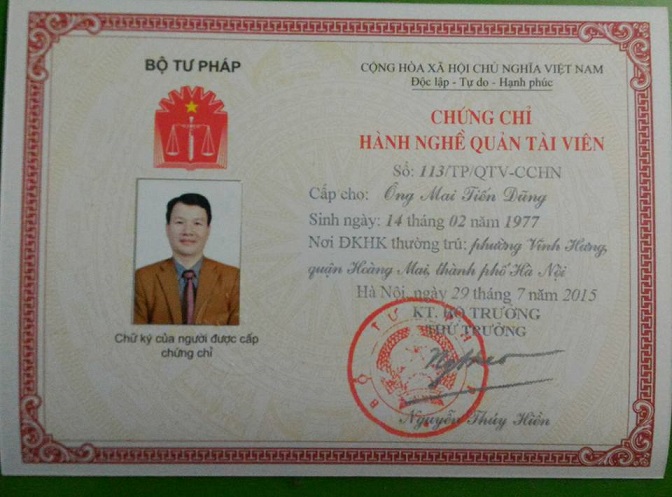 BỘ TƯ PHÁP
CỘNG HÒA XÃ HỘI CHỦ NGHĨA VIỆT NAM
Độc lập - Tự do - Hạnh phúc
CHỨNG CHỈ
HÀNH NGHỀ QUẢN TÀI VIÊN
Số: 113/TP/QTV-CCHN
Cấp cho: Ông Mai Tiến Dũng
Sinh ngày: 14 tháng 02 năm 1977
Nơi ĐKHK thường trú: phường Vĩnh Hưng,
quận Hoàng Mai, thành phố Hà Nội
Hà Nội, ngày 29 tháng 7 năm 2015
KT. BỘ TRƯỞNG
THỨ TRƯỞNG
Nguyễn Thúy Hiền
Chữ ký của người được cấp
chứng chỉ